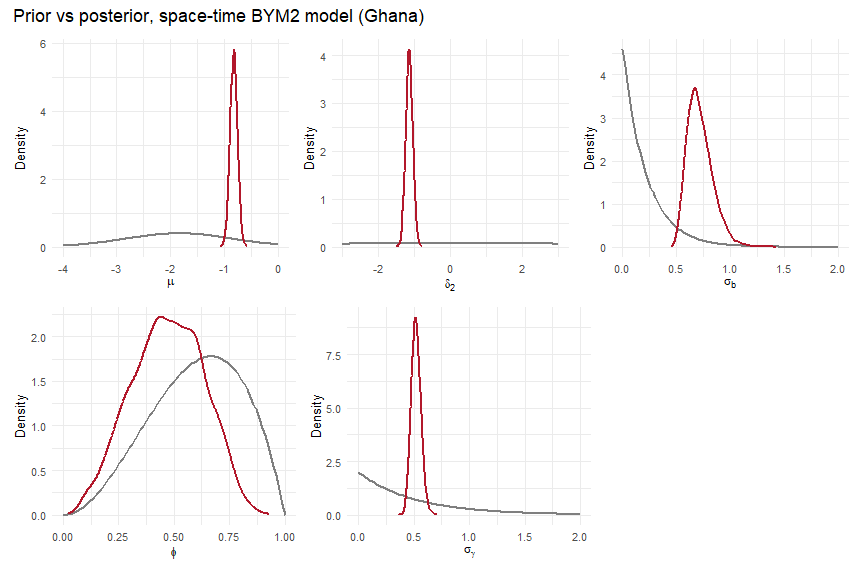 Prior vs posterior, space-time BYM2 model (Ghana)
Density
6
4
2
0
-4 -3 -2 -1 0
μ
Density
4
3
2
1
0
-2 0 2
δ2
Density
4
3
2
1
0
0.0 0.5 1.0 1.5 2.0
σb
Density
2.0
1.5
1.0
0.5
0.0
0.00 0.25 0.50 0.75 1.00
ϕ
Density
7.5
5.0
2.5
0.0
0.0 0.5 1.0 1.5 2.0
σγ